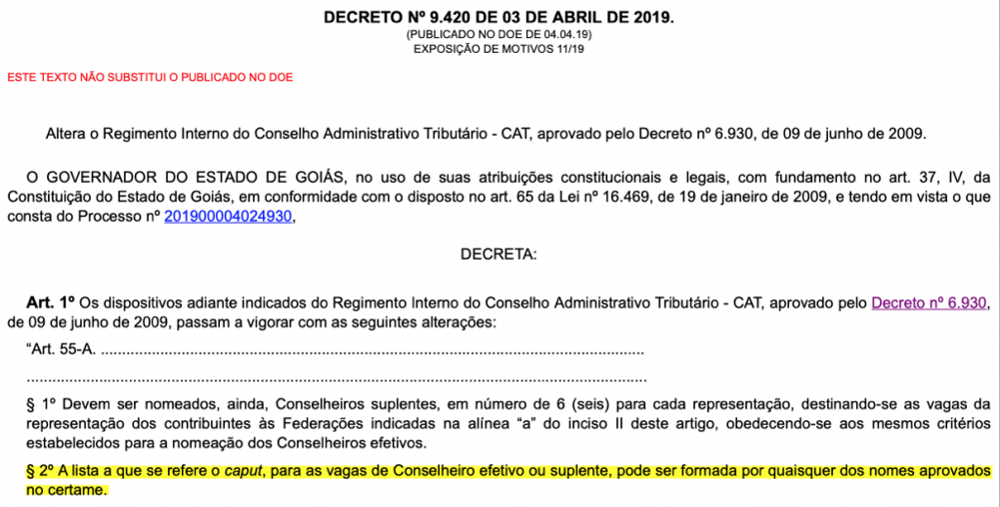 DECRETO Nº 9.420 DE 03 DE ABRIL DE 2019.
(PUBLICADO NO DOE DE 04.04.19)
EXPOSIÇÃO DE MOTIVOS 11/19
ESTE TEXTO NÃO SUBSTITUI O PUBLICADO NO DOE
Altera o Regimento Interno do Conselho Administrativo Tributário - CAT, aprovado pelo Decreto nº 6.930, de 09 de junho de 2009.
O GOVERNADOR DO ESTADO DE GOIÁS, no uso de suas atribuições constitucionais e legais, com fundamento no art. 37, IV, da
Constituição do Estado de Goiás, em conformidade com o disposto no art. 65 da Lei nº 16.469, de 19 de janeiro de 2009, e tendo em vista o que
consta do Processo nº 201900004024930,
DECRETA:
Art. 1º Os dispositivos adiante indicados do Regimento Interno do Conselho Administrativo Tributário - CAT, aprovado pelo Decreto nº 6.930,
de 09 de junho de 2009, passam a vigorar com as seguintes alterações:
“Art. 55-A. ................................................................................................................................
..................................................................................................................................................
§ 1º Devem ser nomeados, ainda, Conselheiros suplentes, em número de 6 (seis) para cada representação, destinando-se as vagas da
representação dos contribuintes às Federações indicadas na alínea “a” do inciso II deste artigo, obedecendo-se aos mesmos critérios
estabelecidos para a nomeação dos Conselheiros efetivos.
§ 2º A lista a que se refere o caput, para as vagas de Conselheiro efetivo ou suplente, pode ser formada por quaisquer dos nomes aprovados
no certame.